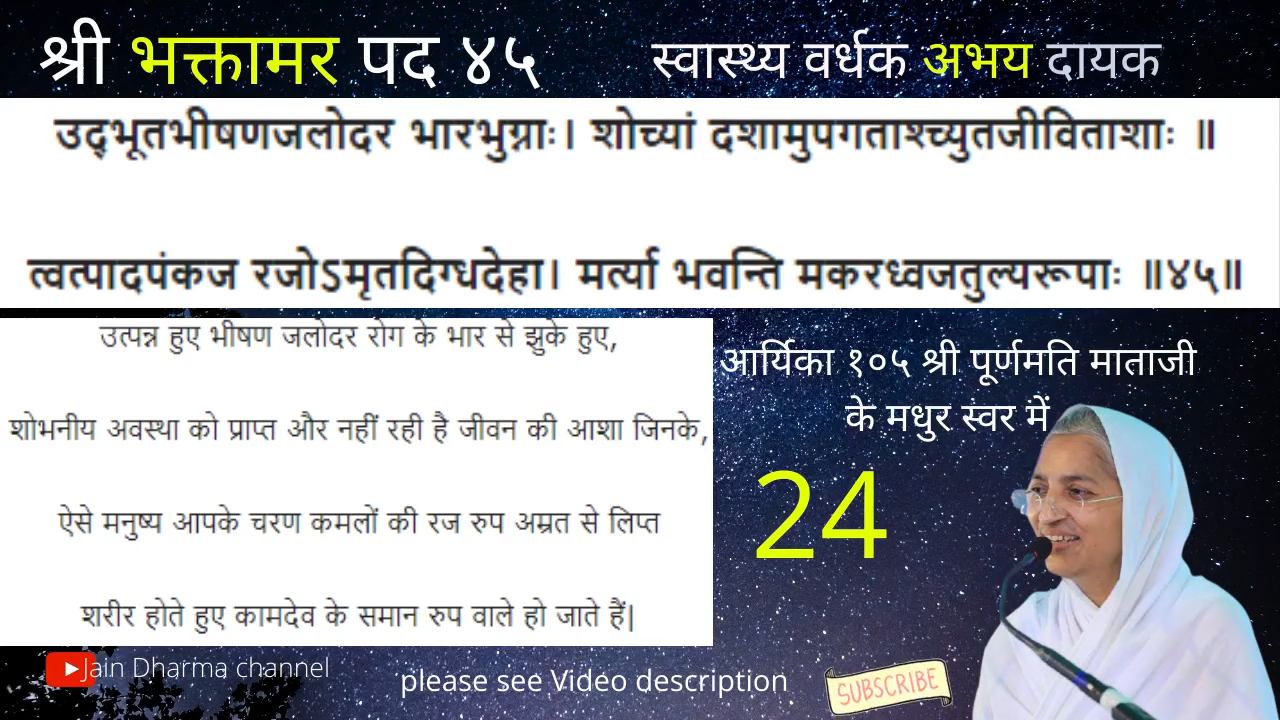 श्री भक्तामर पद ४५
स्वास्थ्य वर्धक अभय दायक
उद्भूतभीषणजलोदर भारभुग्नाः। शोच्यां दशामुपगताश्च्युतजीविताशाः ॥
त्वत्पादपंकज रजोऽमृतदिग्धदेहा। मर्त्या भवन्ति मकरध्वजतुल्यरूपाः ॥४५॥
उत्पन्न हुए भीषण जलोदर रोग के भार से झुके हुए,
शोभनीय अवस्था को प्राप्त और नहीं रही है जीवन की आशा जिनके,
ऐसे मनुष्य आपके चरण कमलों की रज रुप अम्रत से लिप्त
शरीर होते हुए कामदेव के समान रुप वाले हो जाते हैं|
आर्यिका १०५ श्री पूर्णमति माताजी
के मधुर स्वर में
24
Jain Dharma channel
please see Video description
SUBSCRIBE